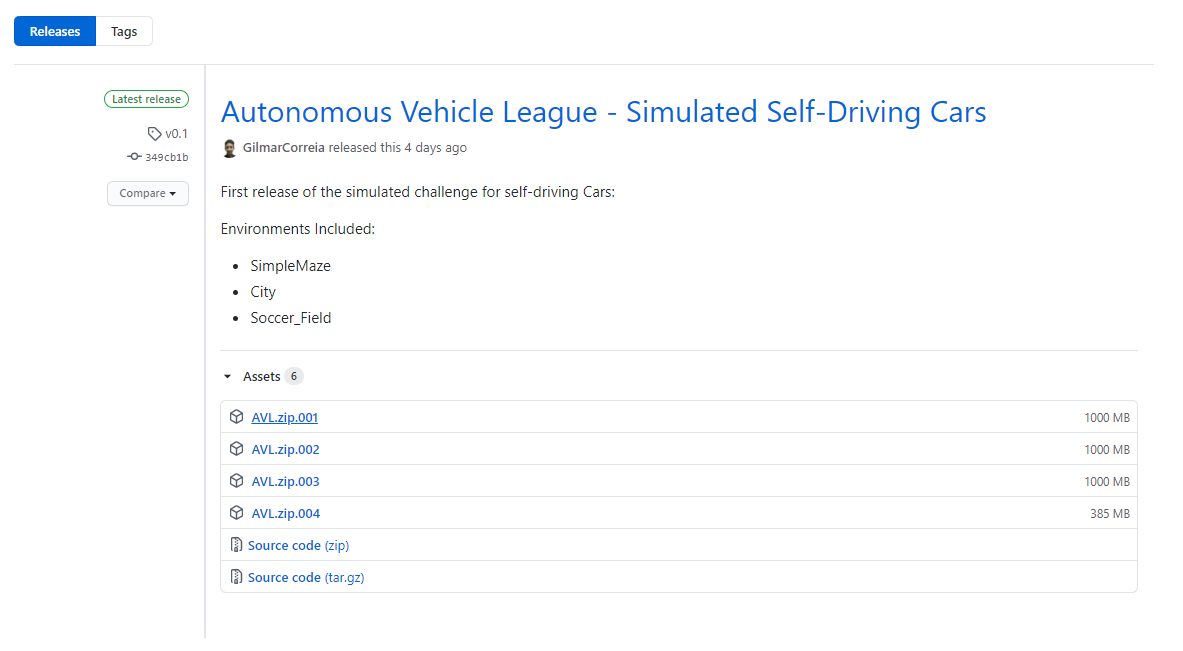 Releases Tags
Latest release
v0.1
349cb1b
Compare
Autonomous Vehicle League - Simulated Self-Driving Cars
GilmarCorreia released this 4 days ago
First release of the simulated challenge for self-driving Cars:
Environments Included:
SimpleMaze
City
Soccer_Field
Assets 6
AVL.zip.001 1000 MB
AVL.zip.002 1000 MB
AVL.zip.003 1000 MB
AVL.zip.004 385 MB
Source code (zip)
Source code (tar.gz)